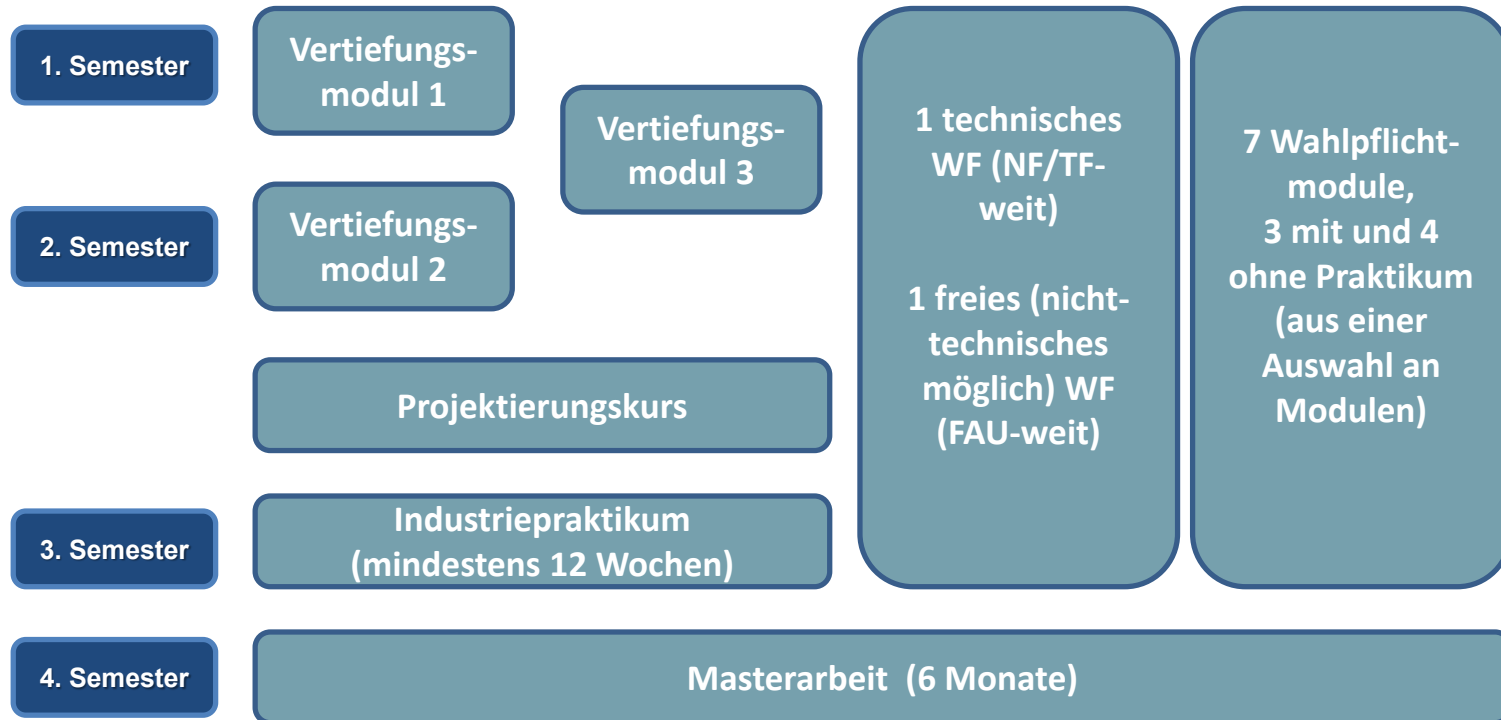 1. Semester
Vertiefungs-
modul 1
Vertiefungs-
modul 3
2. Semester
Vertiefungs-
modul 2
Projektierungskurs
3. Semester
Industriepraktikum
(mindestens 12 Wochen)
1 technisches
WF (NF/TF-
weit)
1 freies (nicht-
technisches
möglich) WF
(FAU-weit)
7 Wahlpflicht-
module,
3 mit und 4
ohne Praktikum
(aus einer
Auswahl an
Modulen)
4. Semester
Masterarbeit (6 Monate)